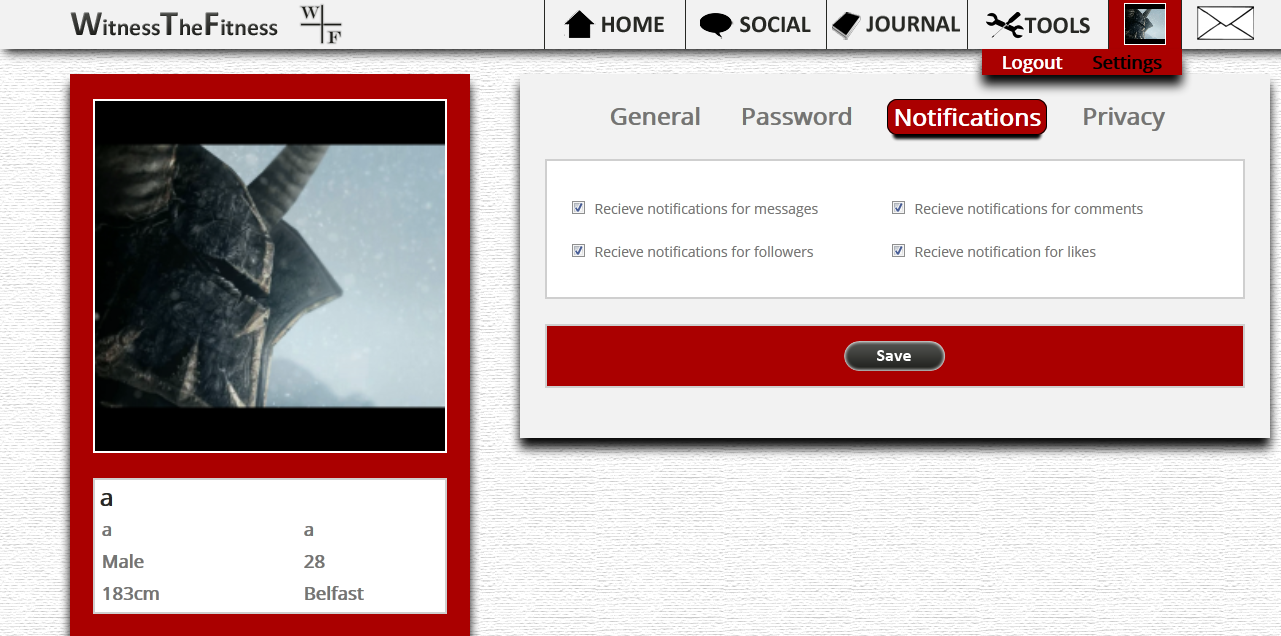 WitnessTheFitness
W
F
HOME
SOCIAL
JOURNAL
TOOLS
Logout
Settings
General
Password
Notifications
Privacy
Recieve notifications for messages
Recieve notifications for comments
Recieve notifications for followers
Recieve notification for likes
Save
a
a
a
Male
28
183cm
Belfast